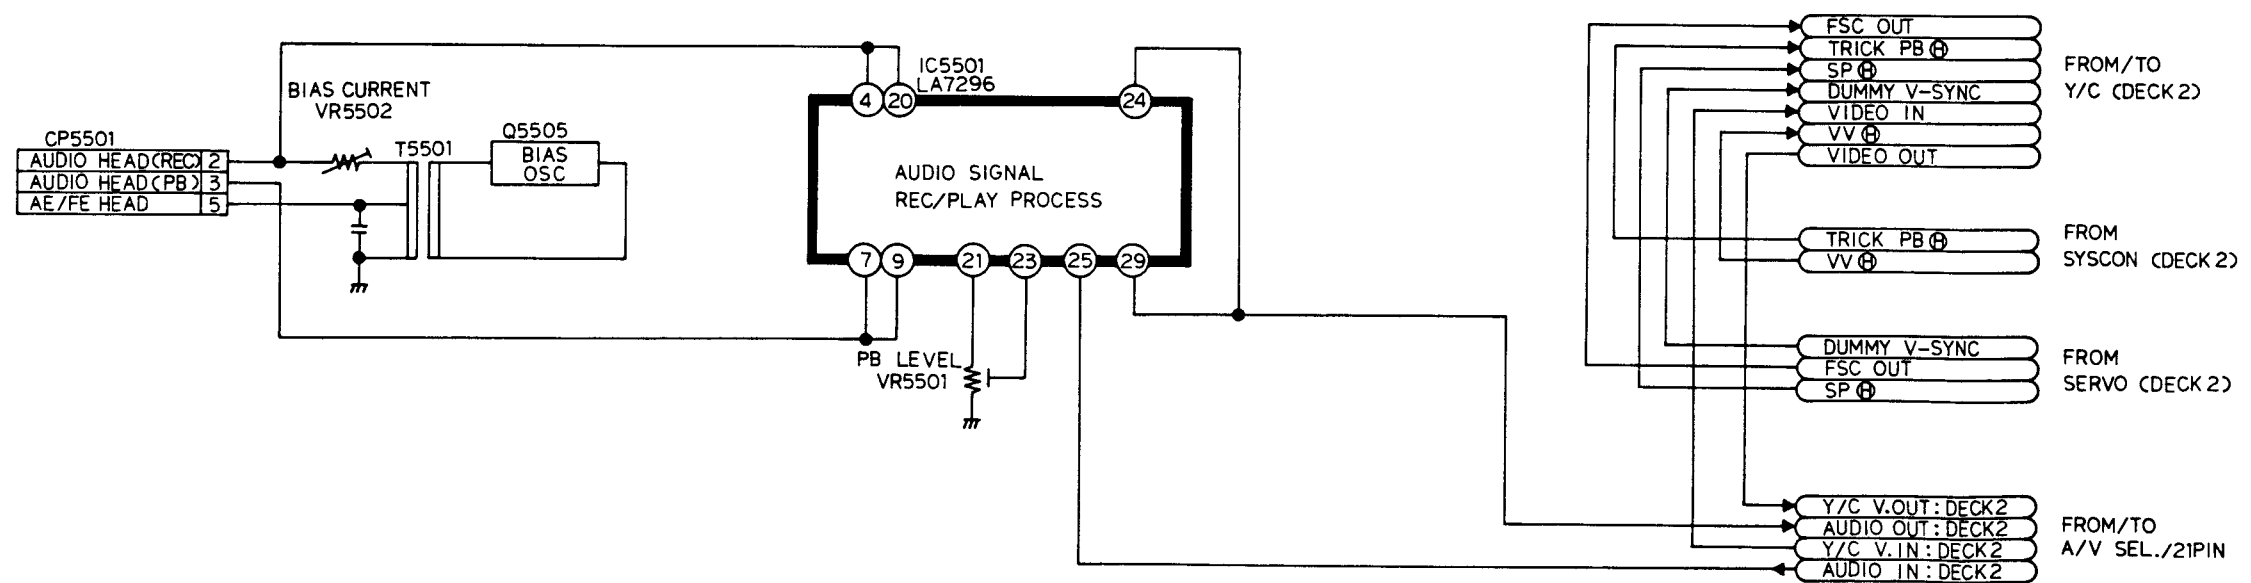 BIAS CURRENT
VR5502
CP5501
AUDIO HEAD(REC) 2
AUDIO HEAD(PB) 3
AE/FE HEAD 5
T5501
Q5505
BIAS
OSC
IC5501
LA7296
4 20 24
AUDIO SIGNAL
REC/PLAY PROCESS
7 9 21 23 25 29
PB LEVEL
VR5501
FSC OUT
TRICK PB Ⓗ
SP Ⓗ
DUMMY V-SYNC
VIDEO IN
VV Ⓗ
VIDEO OUT
FROM/TO
Y/C (DECK 2)
TRICK PB Ⓗ
VV Ⓗ
FROM
SYSCON (DECK 2)
DUMMY V-SYNC
FSC OUT
SP Ⓗ
FROM
SERVO (DECK 2)
Y/C V.OUT : DECK2
AUDIO OUT : DECK2
Y/C V.IN : DECK2
AUDIO IN : DECK2
FROM/TO
A/V SEL./21PIN